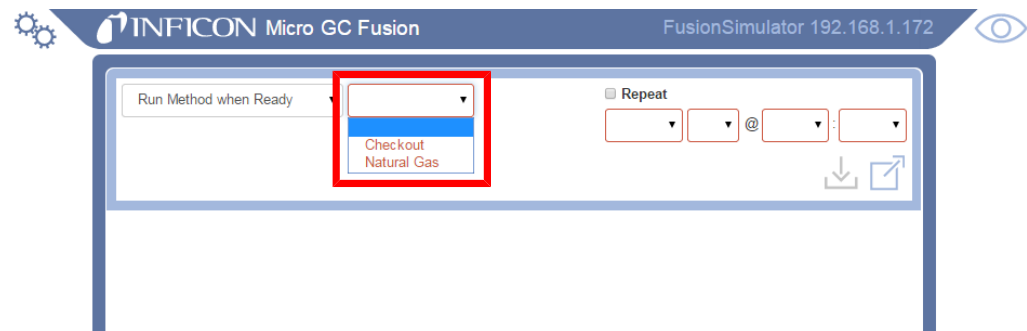 INFICON Micro GC Fusion
FusionSimulator 192.168.1.172
Run Method when Ready
Checkout
Natural Gas
Repeat
@ :